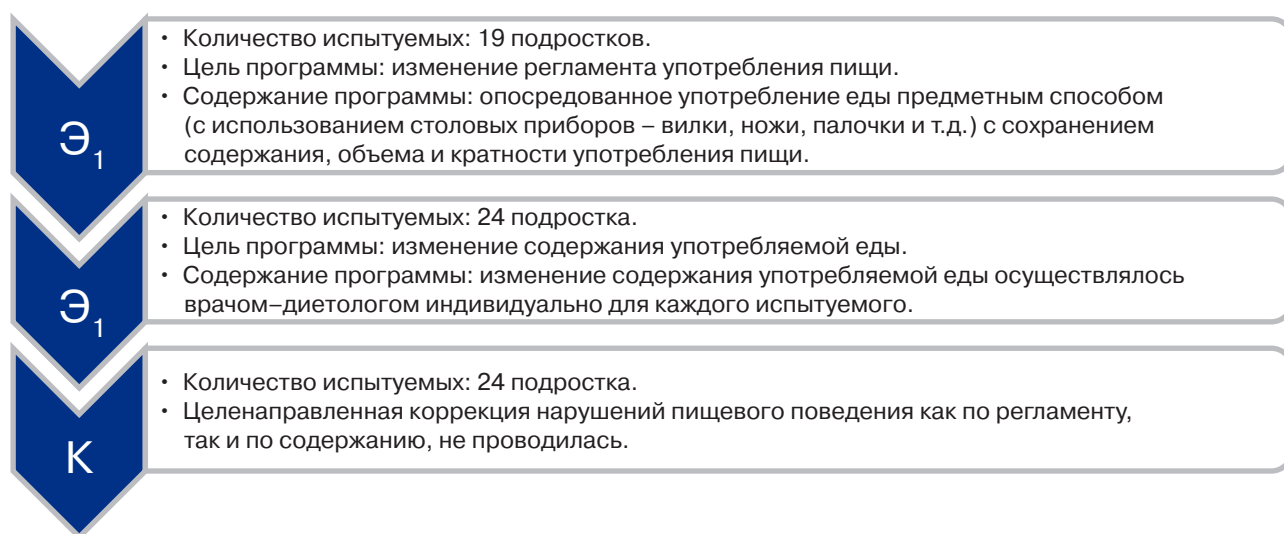 Э1
• Количество испытуемых: 19 подростков.
• Цель программы: изменение регламента употребления пищи.
• Содержание программы: опосредованное употребление еды предметным способом
(с использованием столовых приборов – вилки, ножи, палочки и т.д.) с сохранением
содержания, объема и кратности употребления пищи.
Э1
• Количество испытуемых: 24 подростка.
• Цель программы: изменение содержания употребляемой еды.
• Содержание программы: изменение содержания употребляемой еды осуществлялось
врачом–диетологом индивидуально для каждого испытуемого.
К
• Количество испытуемых: 24 подростка.
• Целенаправленная коррекция нарушений пищевого поведения как по регламенту,
так и по содержанию, не проводилась.